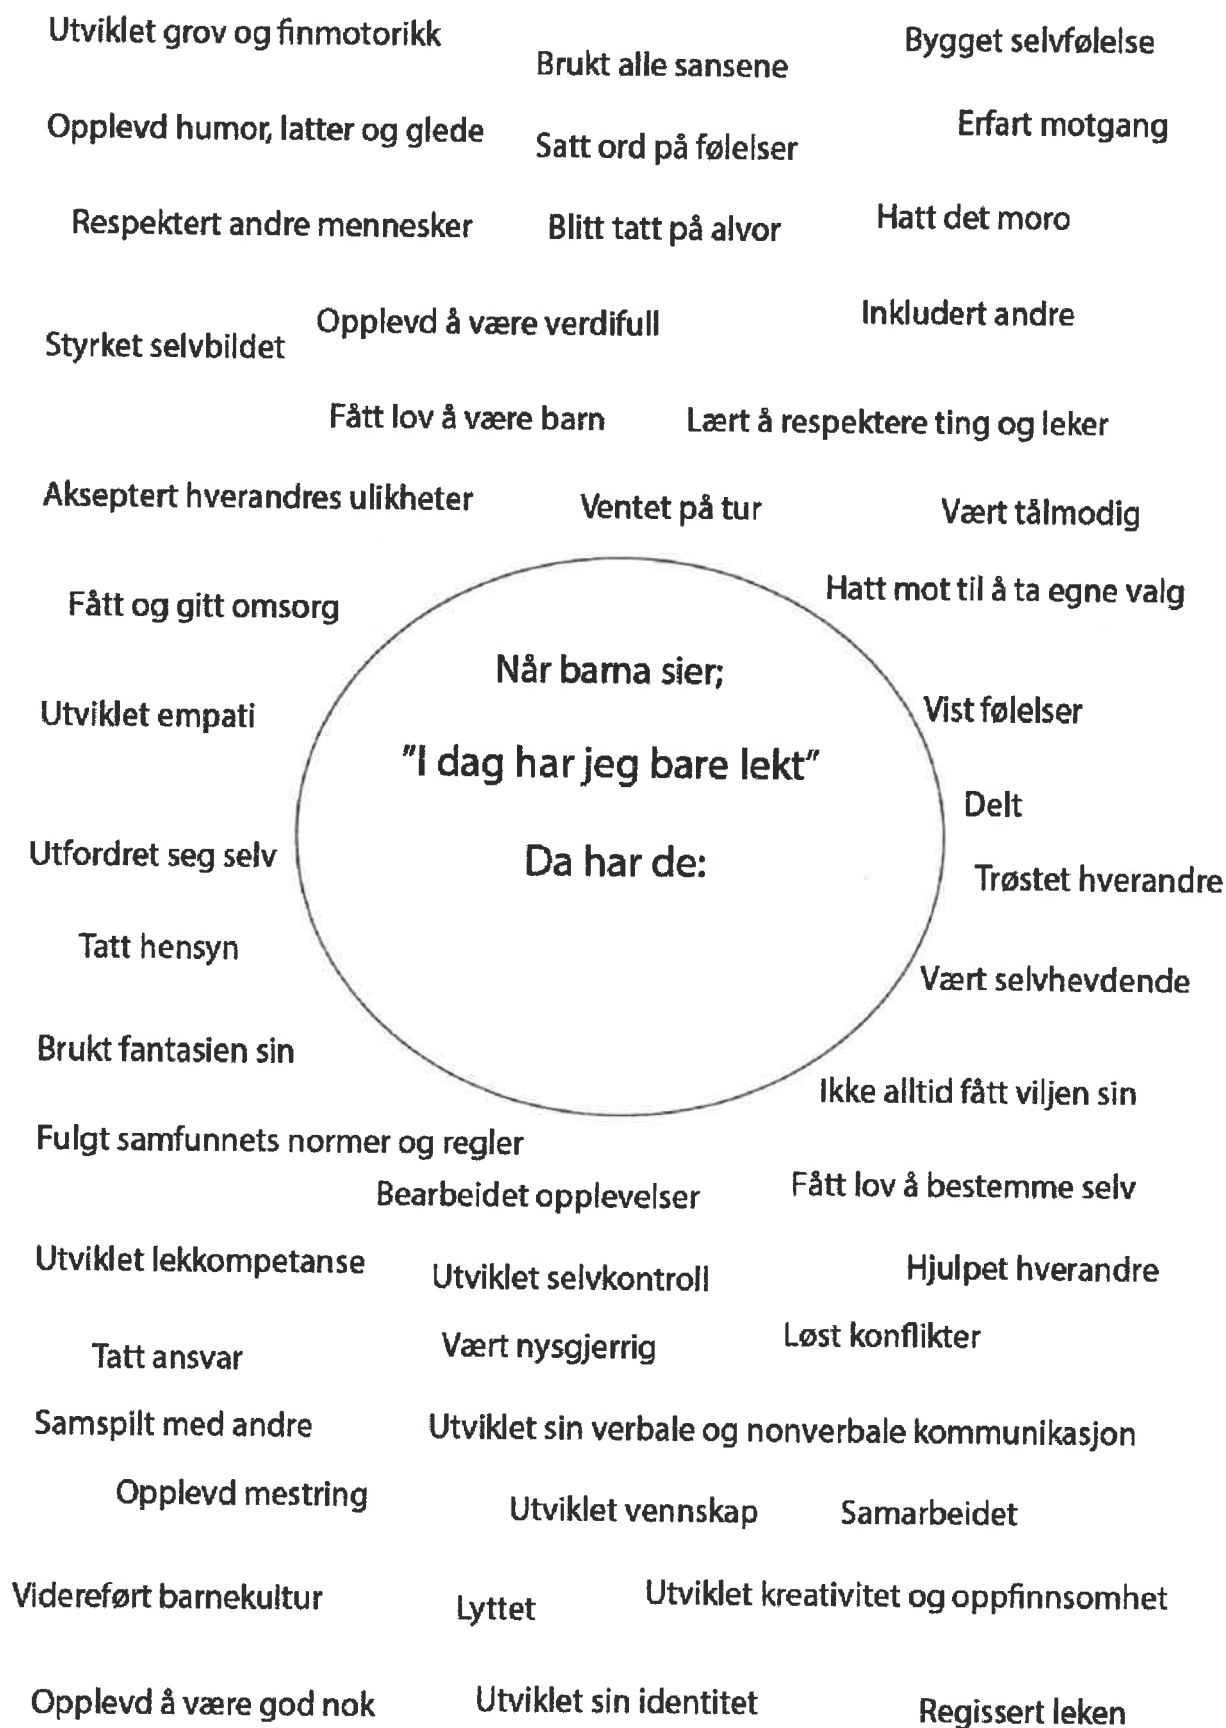 Utviklet grov og finmotorikk
Brukt alle sansene
Bygget selvfølelse
Opplevd humor, latter og glede
Satt ord på følelser
Erfart motgang
Respektert andre mennesker
Blitt tatt på alvor
Hatt det moro
Styrket selvbildet
Opplevd å være verdifull
Inkludert andre
Fått lov å være barn
Lært å respektere ting og leker
Akseptert hverandres ulikheter
Ventet på tur
Vært tålmodig
Fått og gitt omsorg
Hatt mot til å ta egne valg
Når barna sier;
"I dag har jeg bare lekt"
Da har de:
Utviklet empati
Vist følelser
Delt
Utfordret seg selv
Trøstet hverandre
Tatt hensyn
Vært selvhevdende
Brukt fantasien sin
Ikke alltid fått viljen sin
Fulgt samfunnets normer og regler
Bearbeidet opplevelser
Fått lov å bestemme selv
Utviklet lekkompetanse
Utviklet selvkontroll
Hjulpet hverandre
Tatt ansvar
Vært nysgjerrig
Løst konflikter
Samspilt med andre
Utviklet sin verbale og nonverbale kommunikasjon
Opplevd mestring
Utviklet vennskap
Samarbeidet
Videreført barnekultur
Lyttet
Utviklet kreativitet og oppfinnsomhet
Opplevd å være god nok
Utviklet sin identitet
Regissert leken